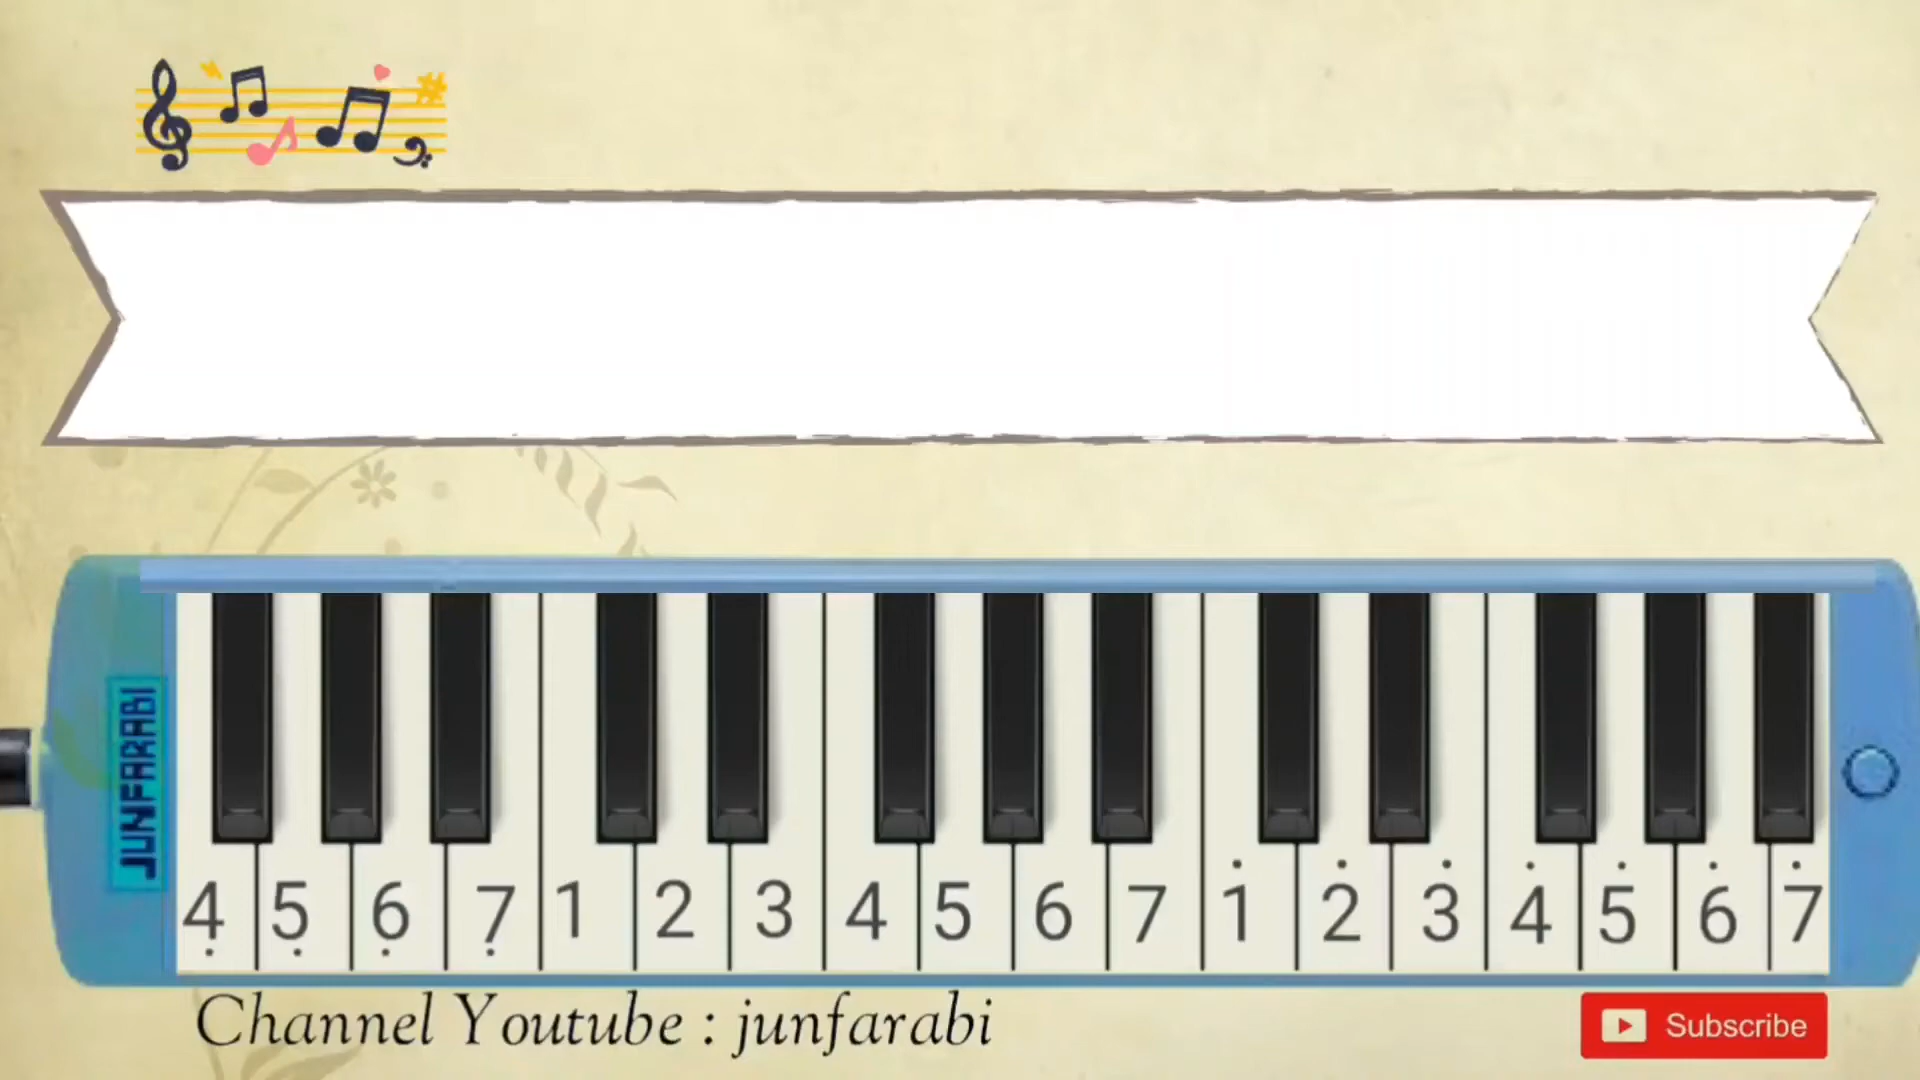 JUNFARABI
4̣ 5̣ 6̣ 7̣ 1 2 3 4 5 6 7 1̇ 2̇ 3̇ 4̇ 5̇ 6̇ 7̇
Channel Youtube : junfarabi
Subscribe